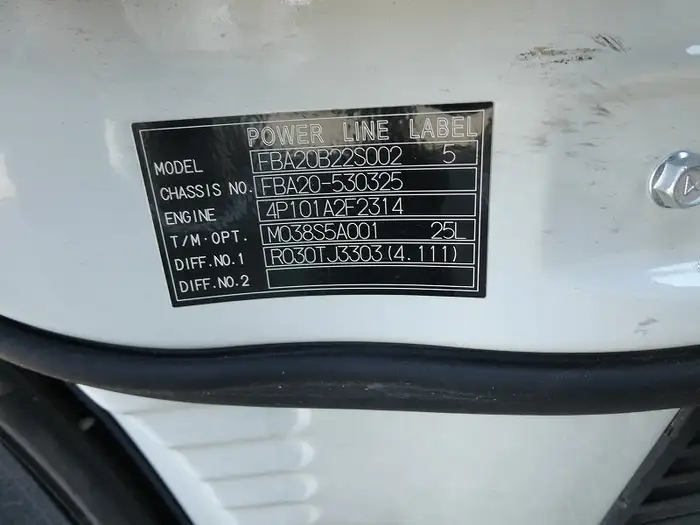 POWER LINE LABEL
MODEL FBA20B22S002 5
CHASSIS NO. FBA20-530325
ENGINE 4P101A2F2314
T/M·OPT. M038S5A001 25L
DIFF.NO.1 R030TJ3303(4.111)
DIFF.NO.2